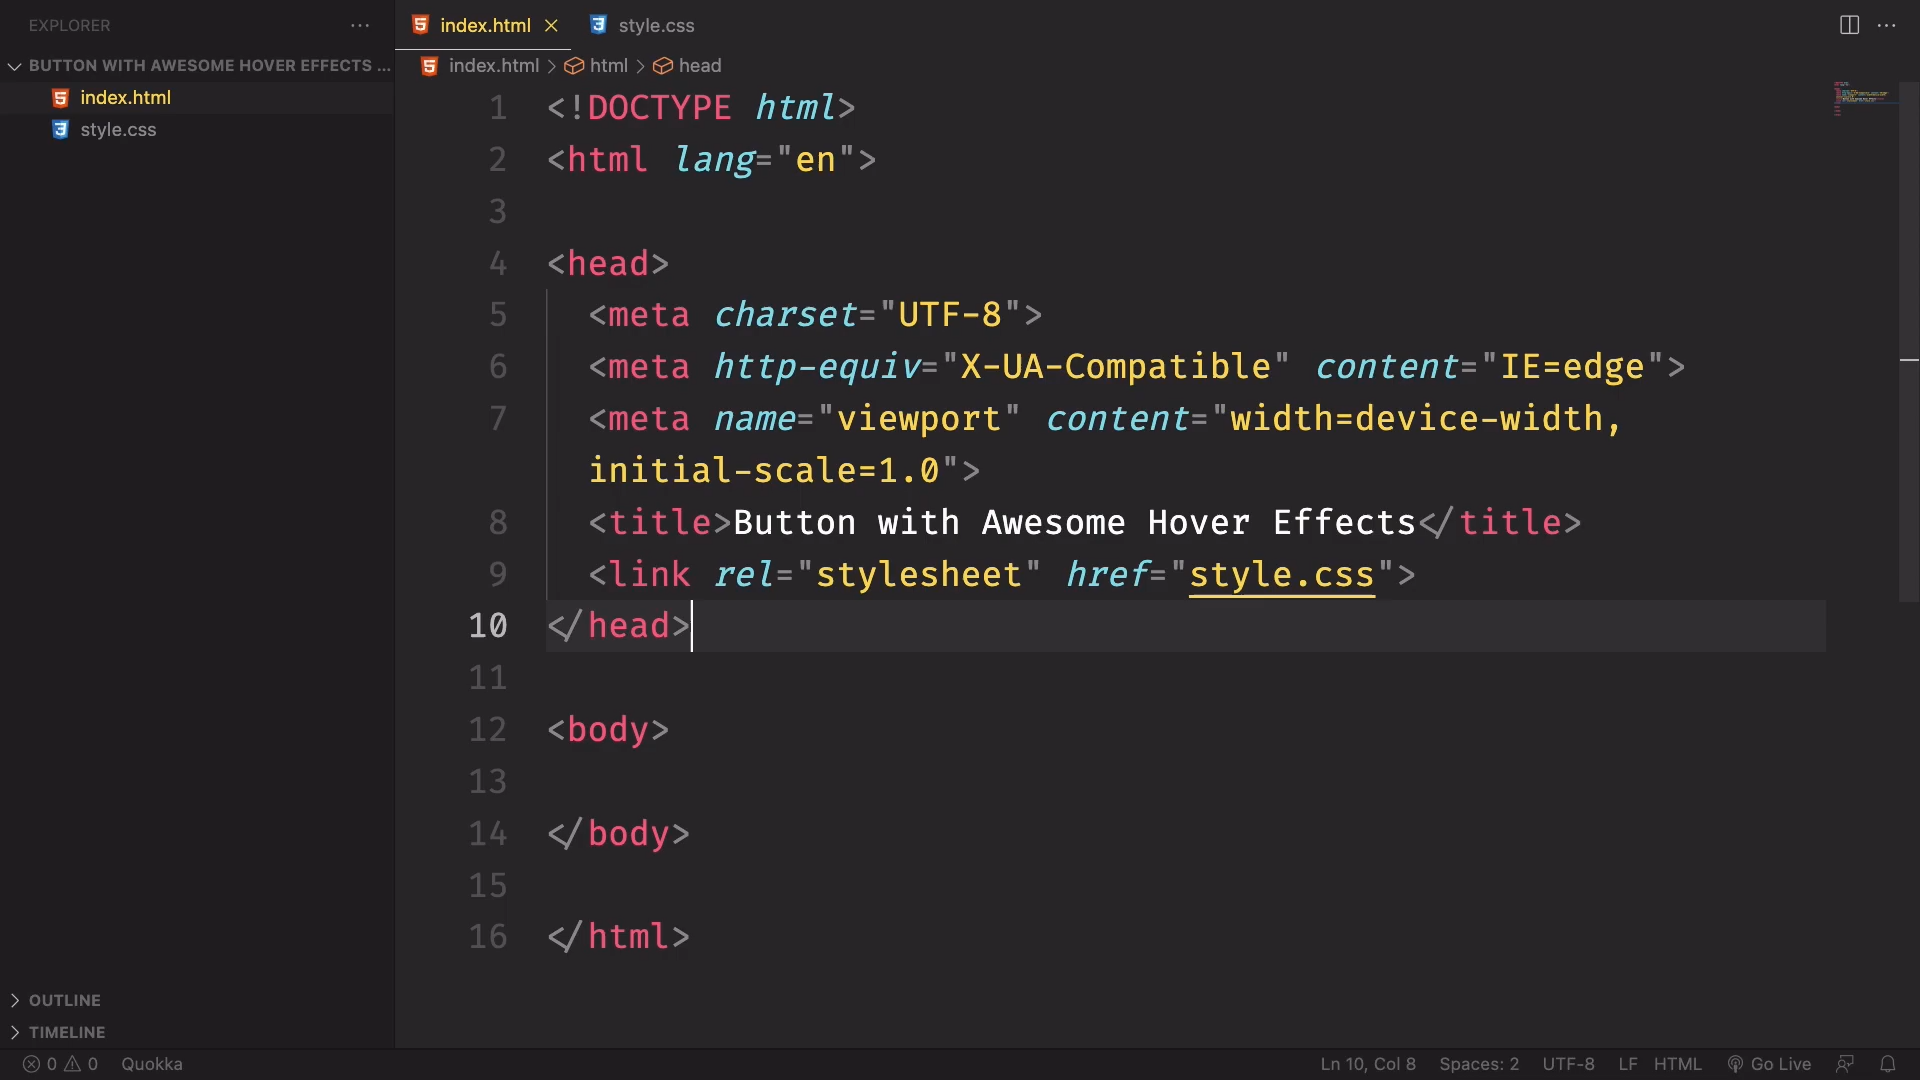 EXPLORER
BUTTON WITH AWESOME HOVER EFFECTS ...
index.html
style.css
OUTLINE
TIMELINE
index.html
style.css
index.html > html > head
1 <!DOCTYPE html>
2 <html lang="en">
3
4 <head>
5 <meta charset="UTF-8">
6 <meta http-equiv="X-UA-Compatible" content="IE=edge">
7 <meta name="viewport" content="width=device-width,
initial-scale=1.0">
8 <title>Button with Awesome Hover Effects</title>
9 <link rel="stylesheet" href="style.css">
10 </head>
11
12 <body>
13
14 </body>
15
16 </html>
0 0 Quokka
Ln 10, Col 8 Spaces: 2 UTF-8 LF HTML Go Live